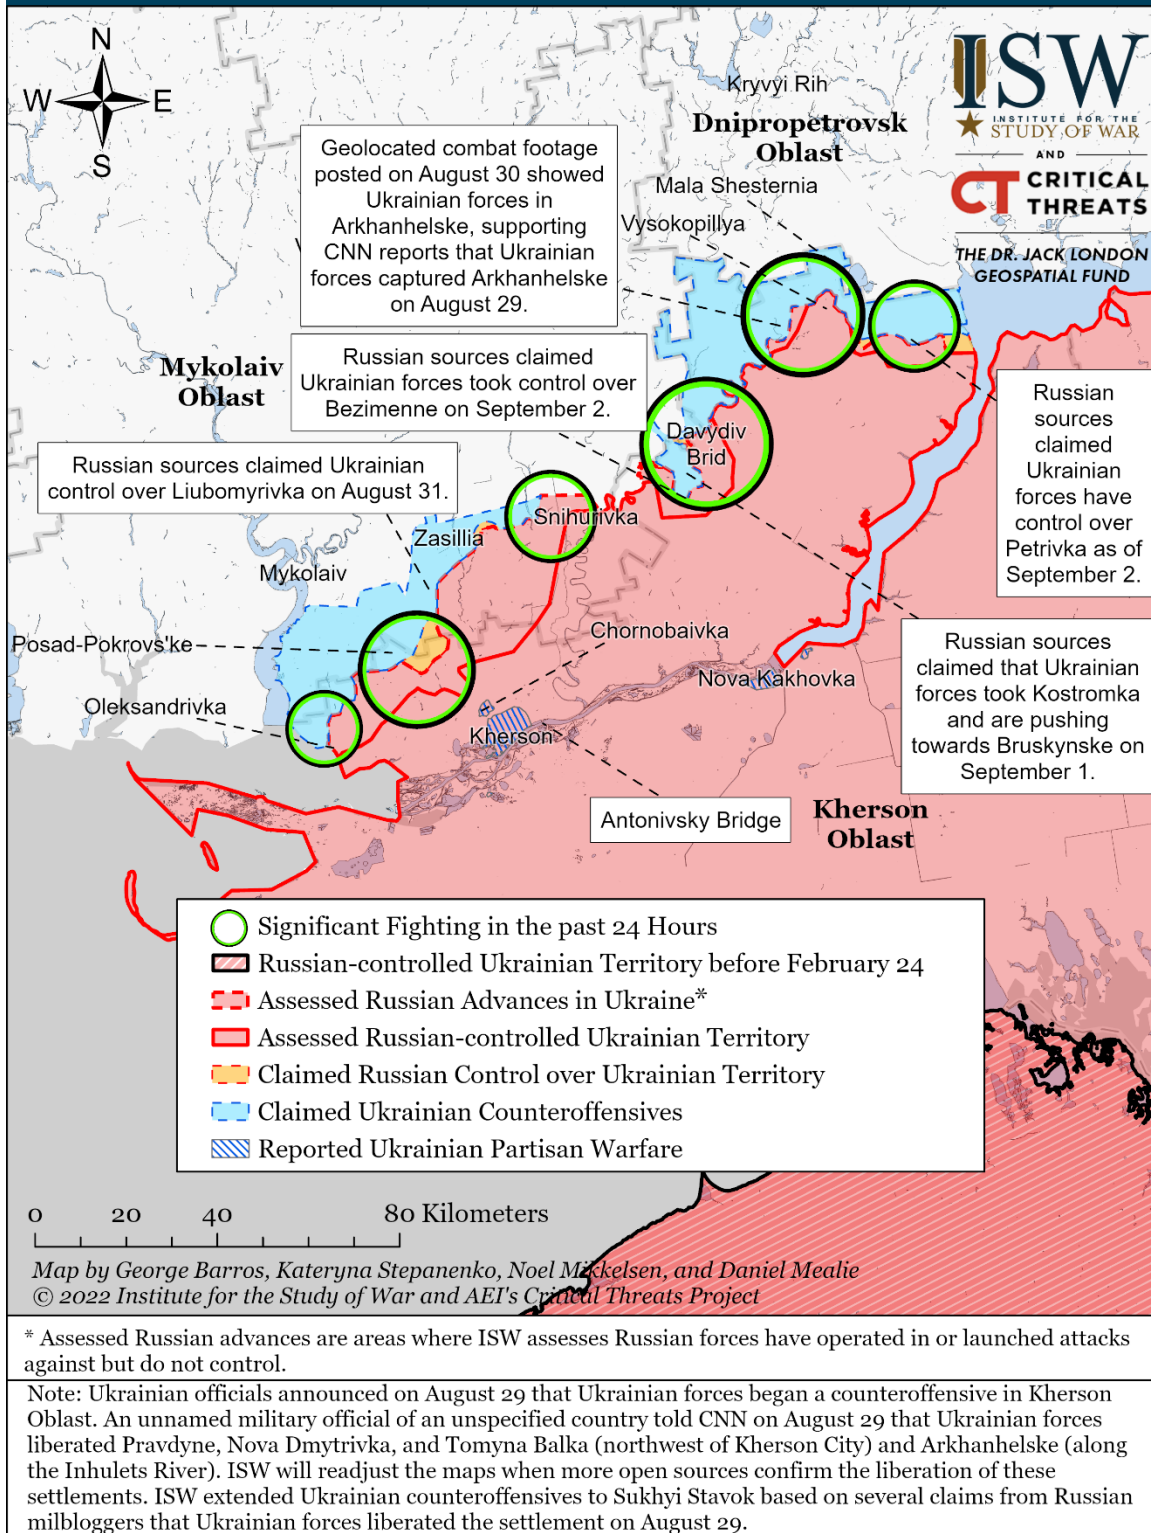 N
W
E
S
ISW
INSTITUTE FOR THE
STUDY OF WAR
AND
CT CRITICAL
THREATS
THE DR. JACK LONDON
GEOSPATIAL FUND
Kryvyi Rih
Dnipropetrovsk
Oblast
Mala Shesternia
Vysokopillya
Geolocated combat footage
posted on August 30 showed
Ukrainian forces in
Arkhanhelske, supporting
CNN reports that Ukrainian
forces captured Arkhanhelske
on August 29.
Russian sources claimed
Ukrainian forces took control over
Bezimenne on September 2.
Mykolaiv
Oblast
Russian sources claimed Ukrainian
control over Liubomyrivka on August 31.
Davydiv
Brid
Russian
sources
claimed
Ukrainian
forces have
control over
Petrivka as of
September 2.
Snihurivka
Zasillia
Mykolaiv
Posad-Pokrovs'ke
Oleksandrivka
Chornobaivka
Nova Kakhovka
Kherson
Russian sources
claimed that Ukrainian
forces took Kostromka
and are pushing
towards Bruskynske on
September 1.
Antonivsky Bridge
Kherson
Oblast
Significant Fighting in the past 24 Hours
Russian-controlled Ukrainian Territory before February 24
Assessed Russian Advances in Ukraine*
Assessed Russian-controlled Ukrainian Territory
Claimed Russian Control over Ukrainian Territory
Claimed Ukrainian Counteroffensives
Reported Ukrainian Partisan Warfare
0 20 40 80 Kilometers
Map by George Barros, Kateryna Stepanenko, Noel Mikkelsen, and Daniel Mealie
© 2022 Institute for the Study of War and AEI's Critical Threats Project
* Assessed Russian advances are areas where ISW assesses Russian forces have operated in or launched attacks
against but do not control.
Note: Ukrainian officials announced on August 29 that Ukrainian forces began a counteroffensive in Kherson
Oblast. An unnamed military official of an unspecified country told CNN on August 29 that Ukrainian forces
liberated Pravdyne, Nova Dmytrivka, and Tomyna Balka (northwest of Kherson City) and Arkhanhelske (along
the Inhulets River). ISW will readjust the maps when more open sources confirm the liberation of these
settlements. ISW extended Ukrainian counteroffensives to Sukhyi Stavok based on several claims from Russian
milbloggers that Ukrainian forces liberated the settlement on August 29.